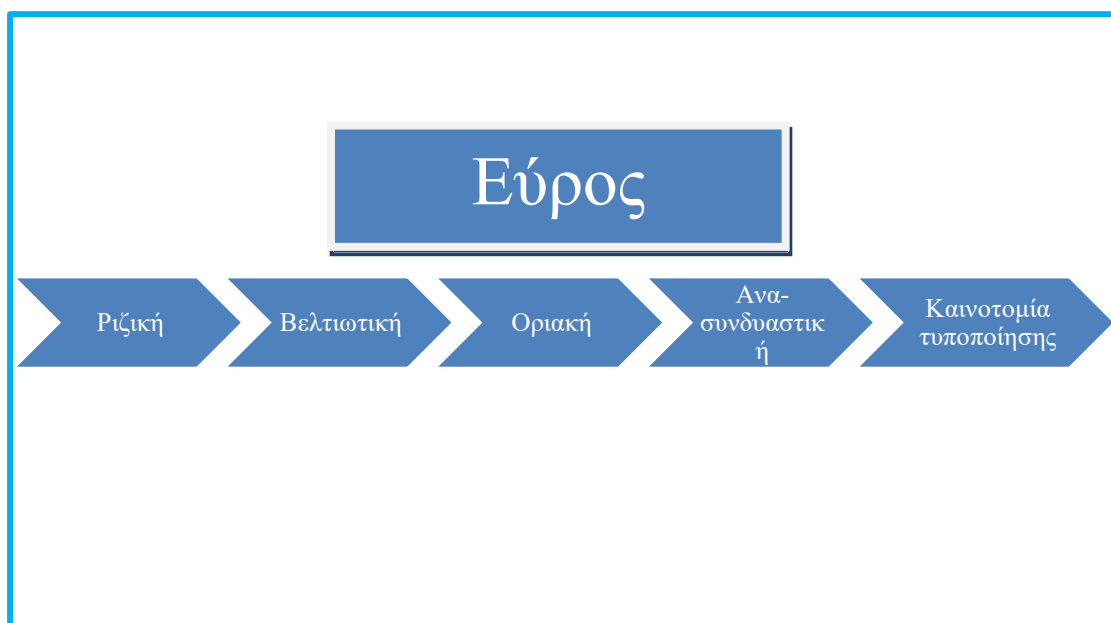 Εύρος
Ριζική
Βελτιωτική
Οριακή
Ανα-
συνδυαστικ
ή
Καινοτομία
τυποποίησης